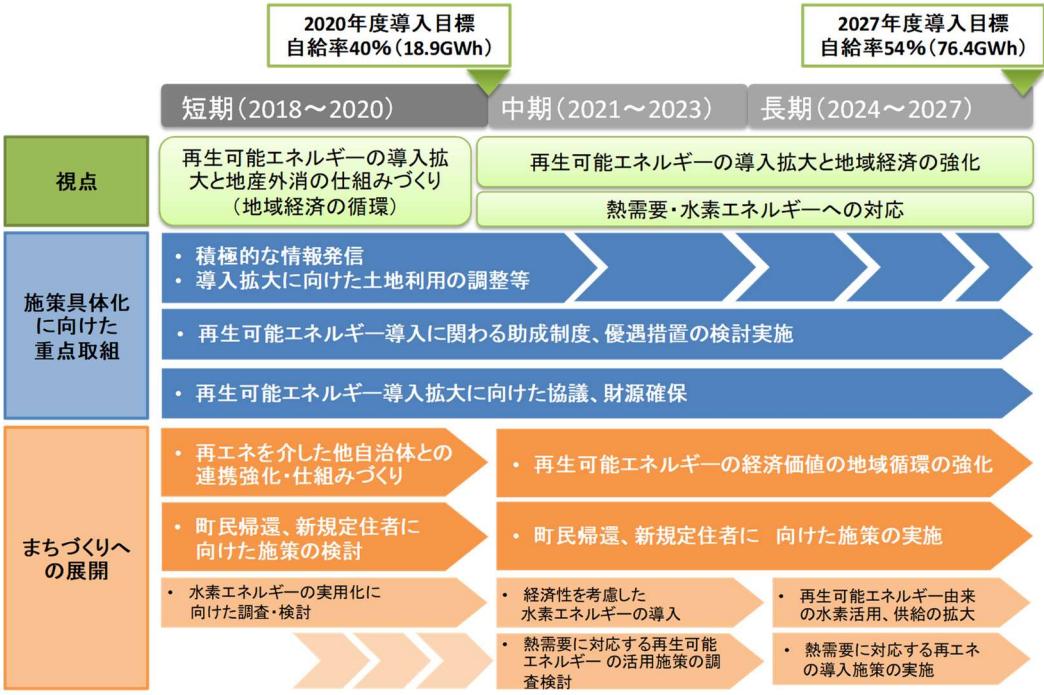 2020年度導入目標
自給率40%(18.9GWh)
2027年度導入目標
自給率54%(76.4GWh)
短期(2018～2020)
中期(2021～2023)
長期(2024～2027)
視点
再生可能エネルギーの導入拡
大と地産外消の仕組みづくり
(地域経済の循環)
再生可能エネルギーの導入拡大と地域経済の強化
熱需要・水素エネルギーへの対応
施策具体化
に向けた
重点取組
• 積極的な情報発信
• 導入拡大に向けた土地利用の調整等
• 再生可能エネルギー導入に関わる助成制度、優遇措置の検討実施
• 再生可能エネルギー導入拡大に向けた協議、財源確保
まちづくりへ
の展開
• 再エネを介した他自治体との
連携強化・仕組みづくり
• 再生可能エネルギーの経済価値の地域循環の強化
• 町民帰還、新規定住者に
向けた施策の検討
• 町民帰還、新規定住者に 向けた施策の実施
• 水素エネルギーの実用化に
向けた調査・検討
• 経済性を考慮した
水素エネルギーの導入
• 再生可能エネルギー由来
の水素活用、供給の拡大
• 熱需要に対応する再生可能
エネルギー の活用施策の調
査検討
• 熱需要に対応する再エネ
の導入施策の実施